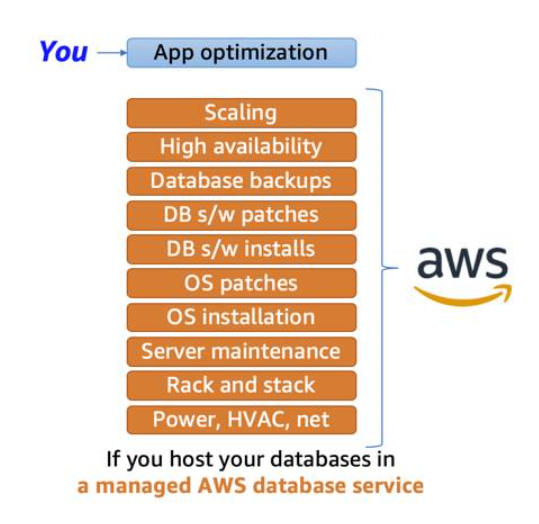 You
App optimization
Scaling
High availability
Database backups
DB s/w patches
DB s/w installs
OS patches
OS installation
Server maintenance
Rack and stack
Power, HVAC, net
aws
If you host your databases in
a managed AWS database service